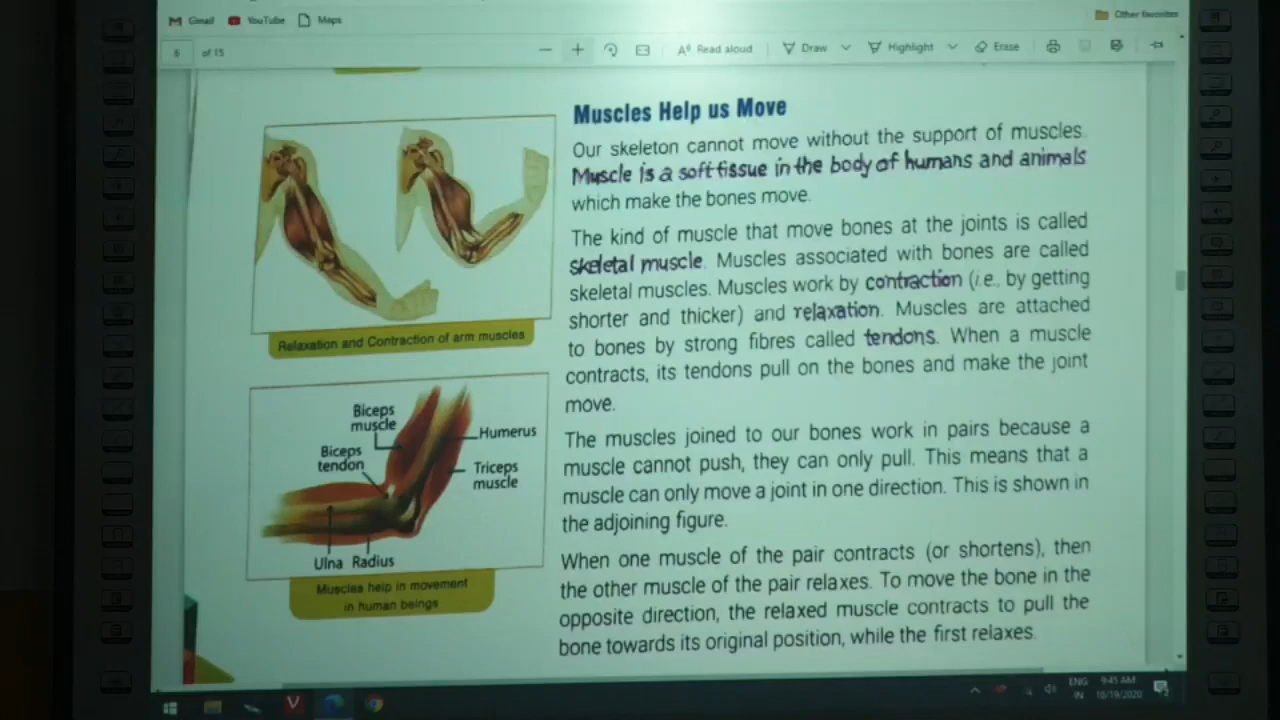 Gmail YouTube Maps Other favorites
6 of 15 Read aloud Draw Highlight Erase
Muscles Help us Move
Our skeleton cannot move without the support of muscles.
Muscle is a soft tissue in the body of humans and animals
which make the bones move.
The kind of muscle that move bones at the joints is called
skeletal muscle. Muscles associated with bones are called
skeletal muscles. Muscles work by contraction (i.e., by getting
shorter and thicker) and relaxation. Muscles are attached
to bones by strong fibres called tendons. When a muscle
contracts, its tendons pull on the bones and make the joint
move.
The muscles joined to our bones work in pairs because a
muscle cannot push, they can only pull. This means that a
muscle can only move a joint in one direction. This is shown in
the adjoining figure.
When one muscle of the pair contracts (or shortens), then
the other muscle of the pair relaxes. To move the bone in the
opposite direction, the relaxed muscle contracts to pull the
bone towards its original position, while the first relaxes.
Relaxation and Contraction of arm muscles
Biceps
muscle
Humerus
Biceps
tendon
Triceps
muscle
Ulna Radius
Muscles help in movement
in human beings
ENG
IN
9:45 AM
10/19/2020